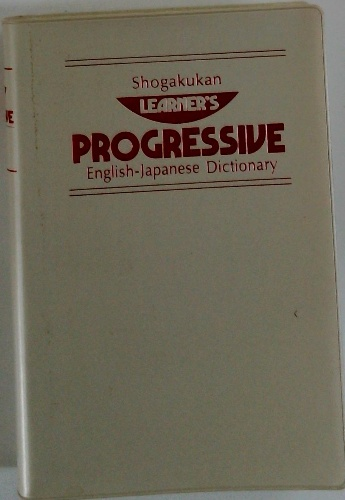 Shogakukan
LEARNER'S
PROGRESSIVE
English-Japanese Dictionary